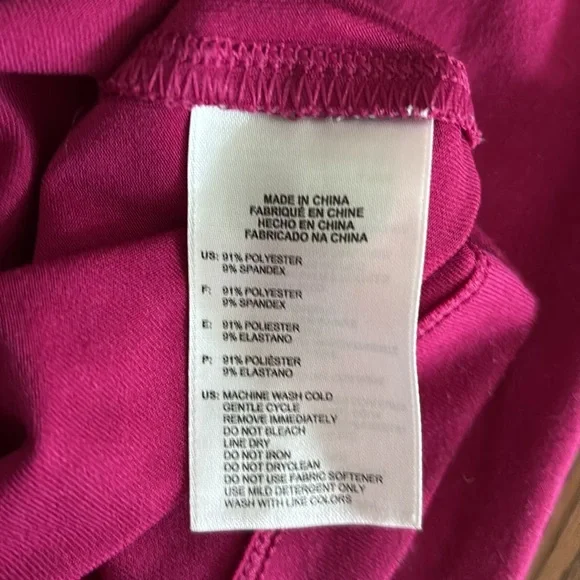 MADE IN CHINA
FABRIQUÉ EN CHINE
HECHO EN CHINA
FABRICADO NA CHINA
US: 91% POLYESTER
9% SPANDEX
F: 91% POLYESTER
9% SPANDEX
E: 91% POLIESTER
9% ELASTANO
P: 91% POLIÉSTER
9% ELASTANO
US: MACHINE WASH COLD
GENTLE CYCLE
REMOVE IMMEDIATELY
DO NOT BLEACH
LINE DRY
DO NOT IRON
DO NOT DRYCLEAN
DO NOT USE FABRIC SOFTENER
USE MILD DETERGENT ONLY
WASH WITH LIKE COLORS